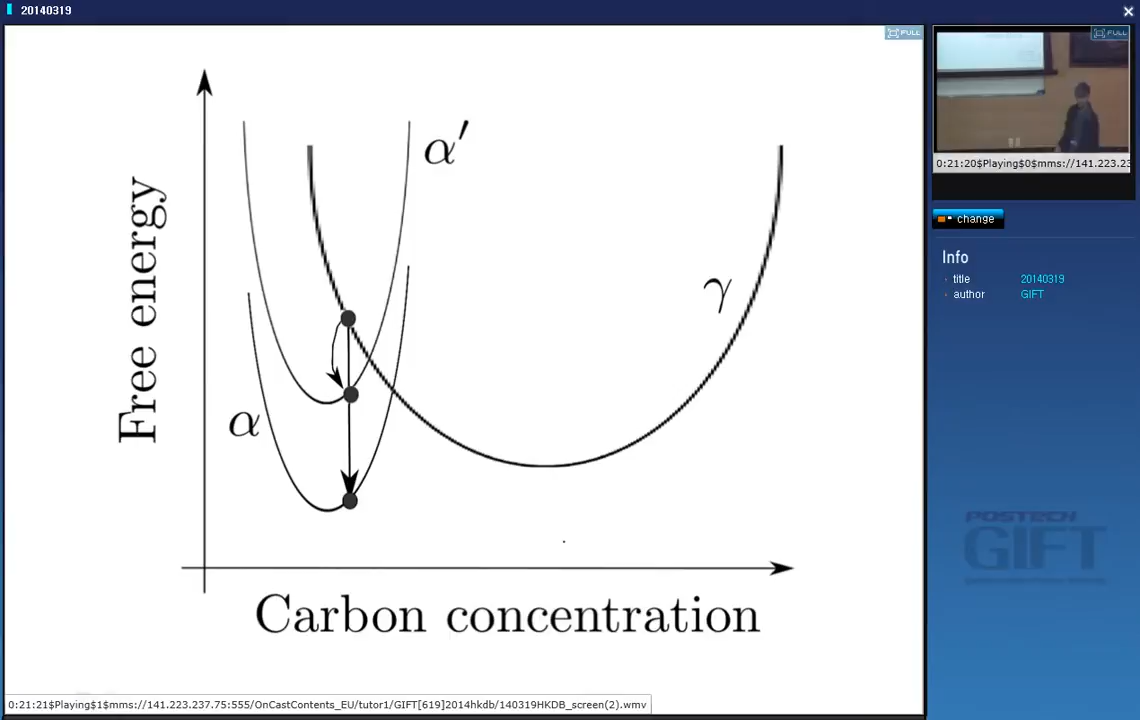 20140319
FULL
FULL
α′
Free energy
γ
α
Carbon concentration
0:21:20$Playing$0$mms://141.223.23
change
Info
title 20140319
author GIFT
POSTECH
GIFT
0:21:21$Playing$1$mms://141.223.237.75:555/OnCastContents_EU/tutor1/GIFT[619]2014hkdb/140319HKDB_screen(2).wmv